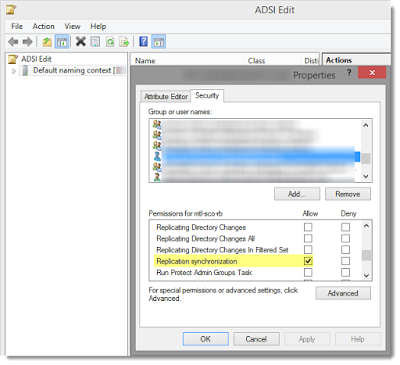 ADSI Edit
File Action View Window Help
ADSI Edit
Default naming context [
Name Class Disti
Actions
Properties ? ×
Attribute Editor Security
Group or user names:
Add... Remove
Permissions for mtl-sco-rb Allow Deny
Replicating Directory Changes
Replicating Directory Changes All
Replicating Directory Changes In Filtered Set
Replication synchronization
Run Protect Admin Groups Task
For special permissions or advanced settings, click
Advanced.
Advanced
OK Cancel Apply Help